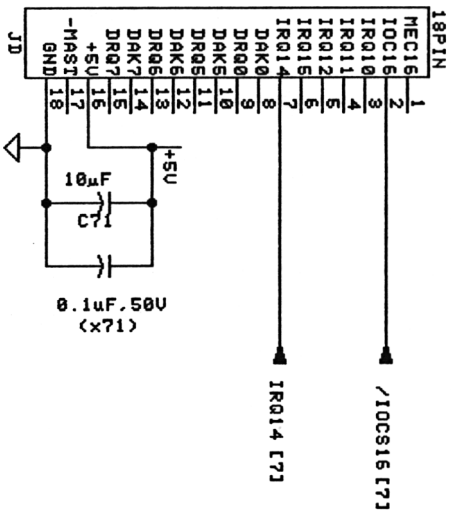 18PIN
MEC16 1
IOC16 2
IRQ10 3
IRQ11 4
IRQ12 5
IRQ15 6
IRQ14 7
DAK0 8
DRQ0 9
DAK5 10
DRQ5 11
DAK6 12
DRQ6 13
DAK7 14
DRQ7 15
+5V 16
-MAST 17
GND 18
JD
+5V
10µF
C71
0.1uF,50V
(x71)
IRQ14 [7]
/IOCS16 [7]